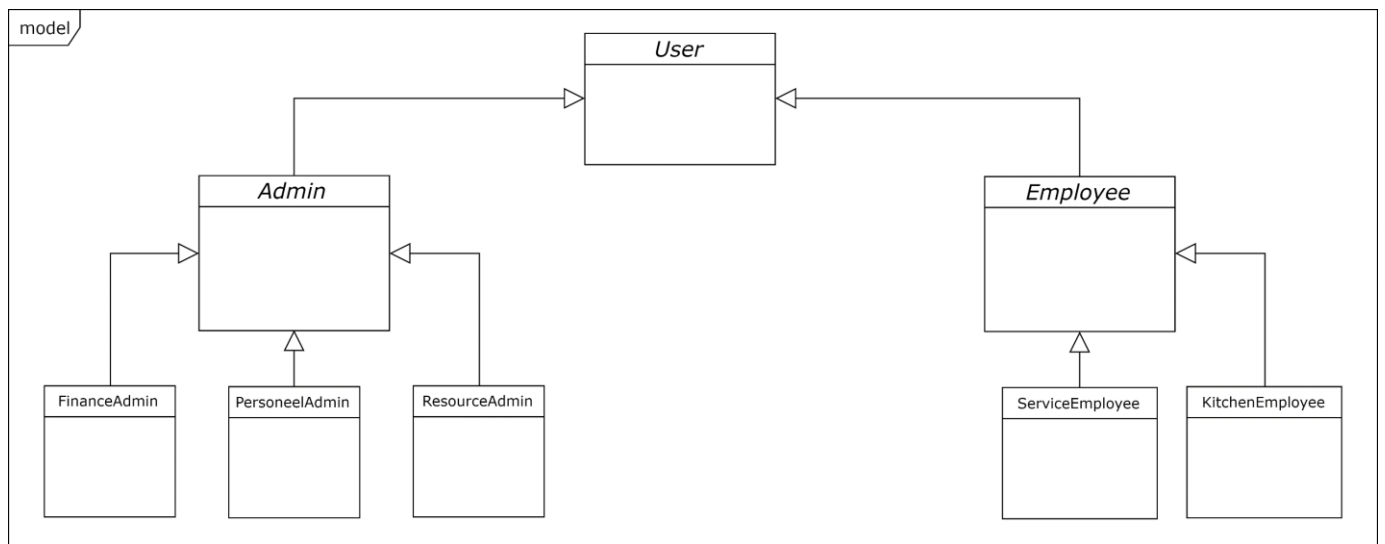 model
User
Admin
Employee
FinanceAdmin
PersoneelAdmin
ResourceAdmin
ServiceEmployee
KitchenEmployee